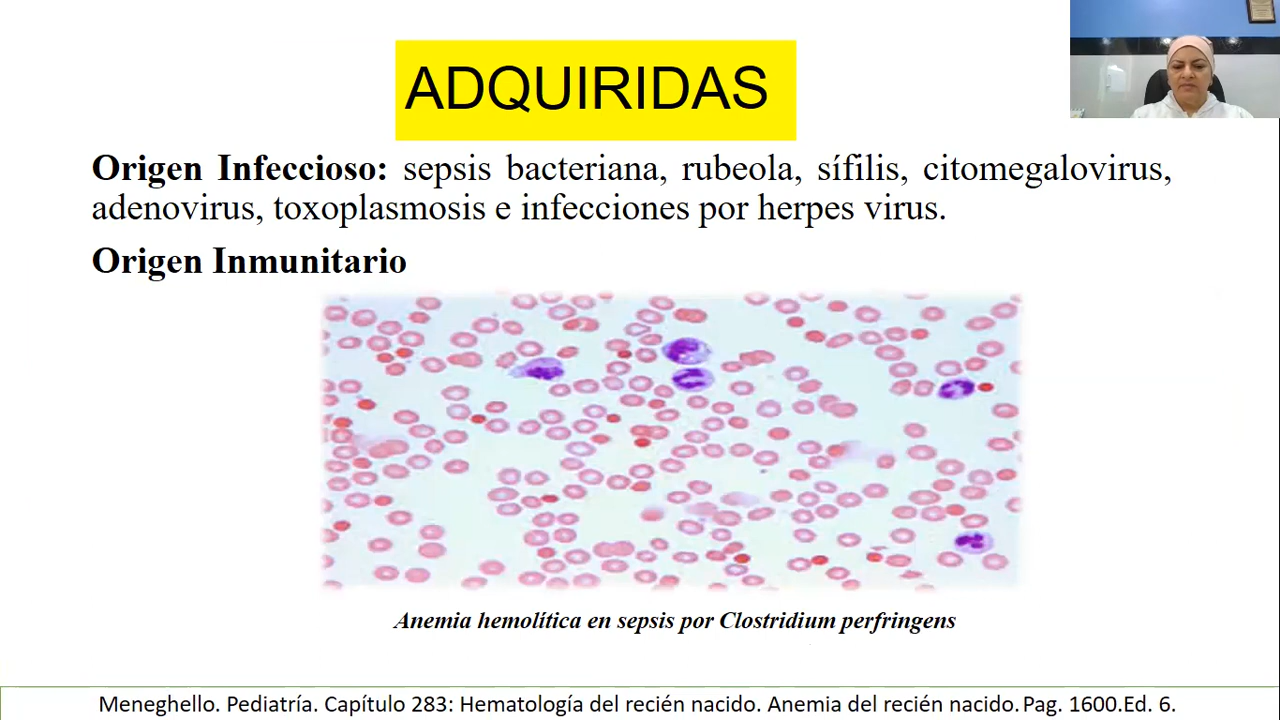 ADQUIRIDAS
Origen Infeccioso: sepsis bacteriana, rubeola, sífilis, citomegalovirus,
adenovirus, toxoplasmosis e infecciones por herpes virus.
Origen Inmunitario
Anemia hemolítica en sepsis por Clostridium perfringens
Meneghello. Pediatría. Capítulo 283: Hematología del recién nacido. Anemia del recién nacido. Pag. 1600.Ed. 6.